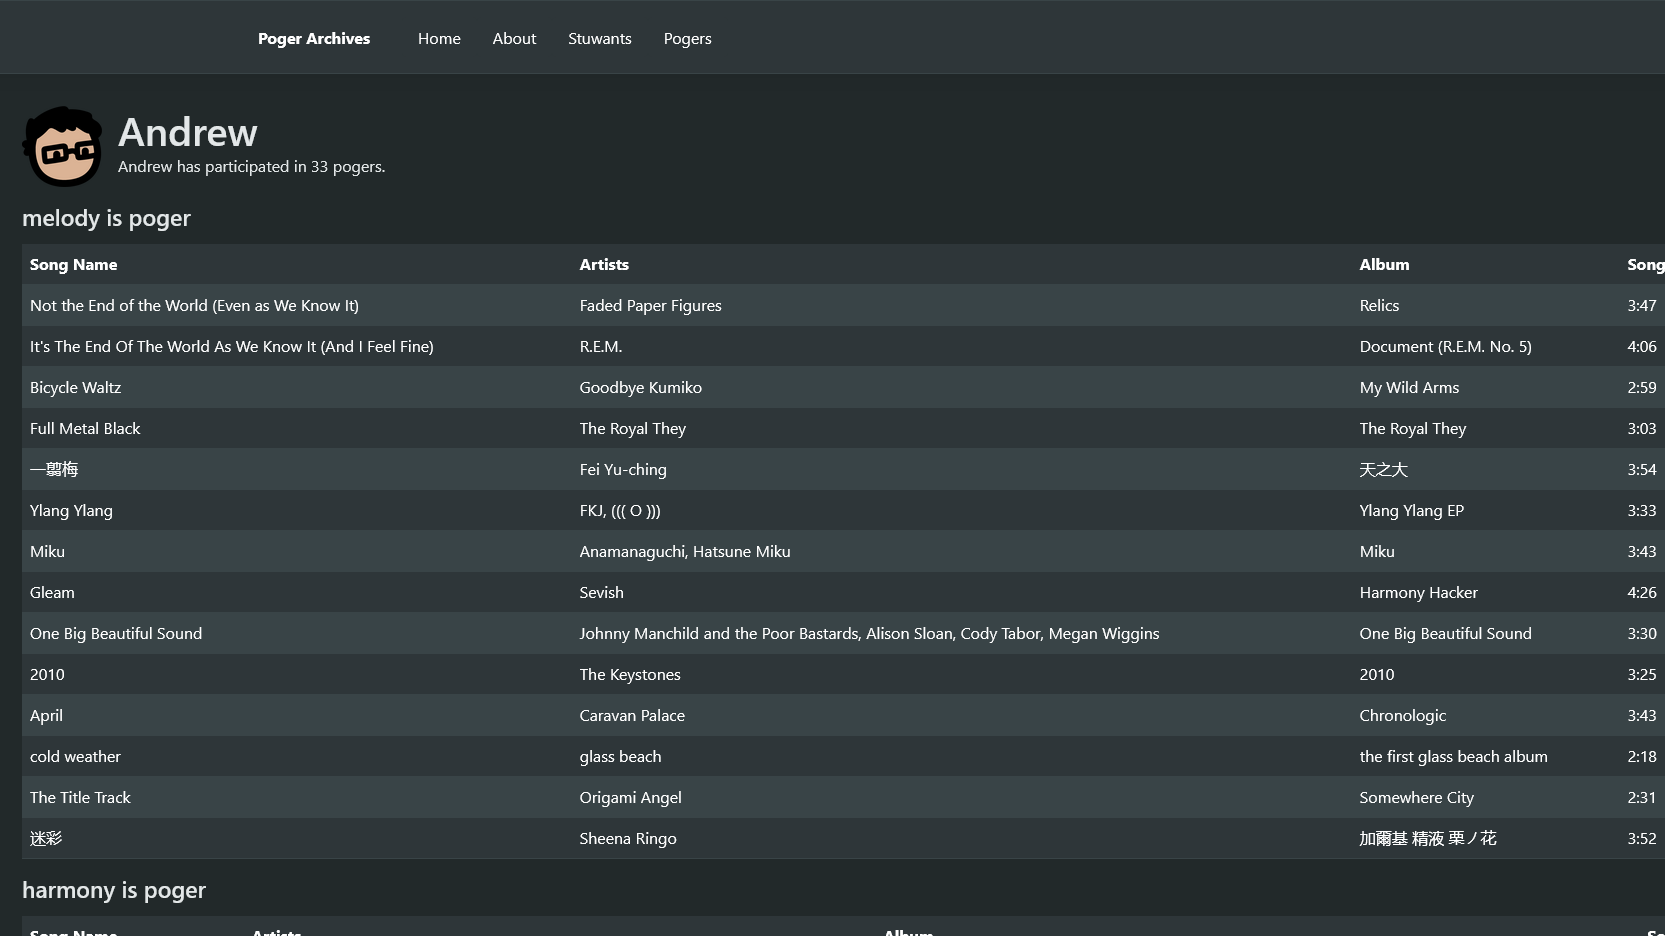 Poger Archives Home About Stuwants Pogers
Andrew
Andrew has participated in 33 pogers.
melody is poger
Song Name Artists Album Song
Not the End of the World (Even as We Know It) Faded Paper Figures Relics 3:47
It's The End Of The World As We Know It (And I Feel Fine) R.E.M. Document (R.E.M. No. 5) 4:06
Bicycle Waltz Goodbye Kumiko My Wild Arms 2:59
Full Metal Black The Royal They The Royal They 3:03
一翦梅 Fei Yu-ching 天之大 3:54
Ylang Ylang FKJ, ((( O ))) Ylang Ylang EP 3:33
Miku Anamanaguchi, Hatsune Miku Miku 3:43
Gleam Sevish Harmony Hacker 4:26
One Big Beautiful Sound Johnny Manchild and the Poor Bastards, Alison Sloan, Cody Tabor, Megan Wiggins One Big Beautiful Sound 3:30
2010 The Keystones 2010 3:25
April Caravan Palace Chronologic 3:43
cold weather glass beach the first glass beach album 2:18
The Title Track Origami Angel Somewhere City 2:31
迷彩 Sheena Ringo 加爾基 精液 栗ノ花 3:52
harmony is poger
Song Name Artists Album So